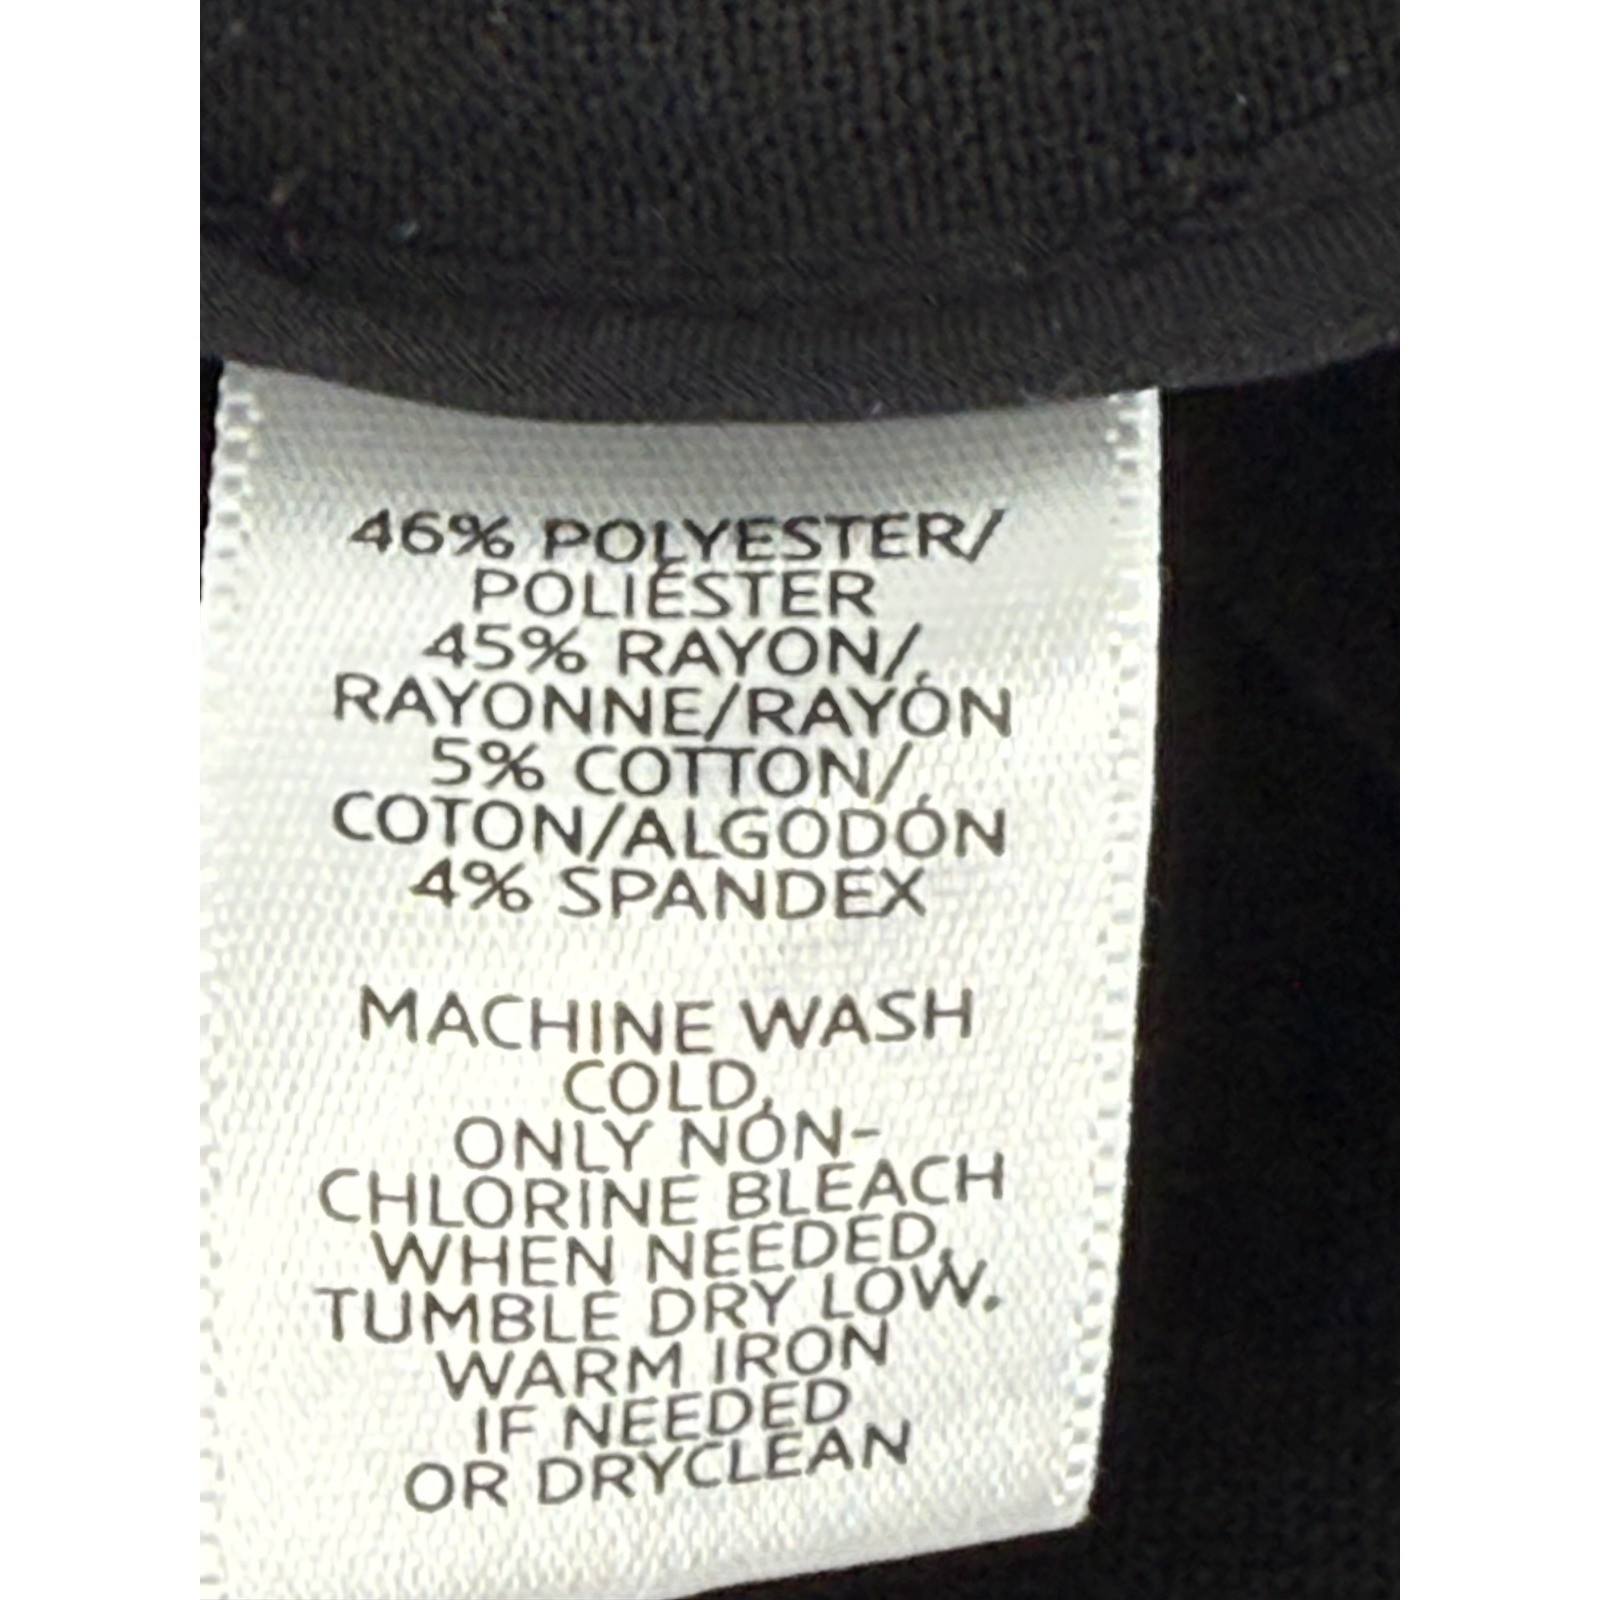 46% POLYESTER/
POLIÉSTER
45% RAYON/
RAYONNE/RAYÓN
5% COTTON/
COTON/ALGODÓN
4% SPANDEX
MACHINE WASH
COLD,
ONLY NON-
CHLORINE BLEACH
WHEN NEEDED,
TUMBLE DRY LOW.
WARM IRON
IF NEEDED
OR DRYCLEAN